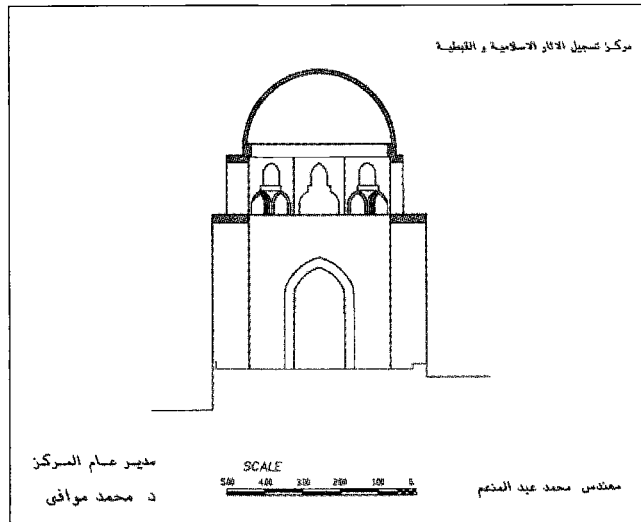 مركز تسجيل الاثار الاسلامية و القبطية
مدير عام المركز
د محمد موافى
SCALE
5.00 4.00 3.00 2.00 1.00 0.
مهندس محمد عبد المنعم